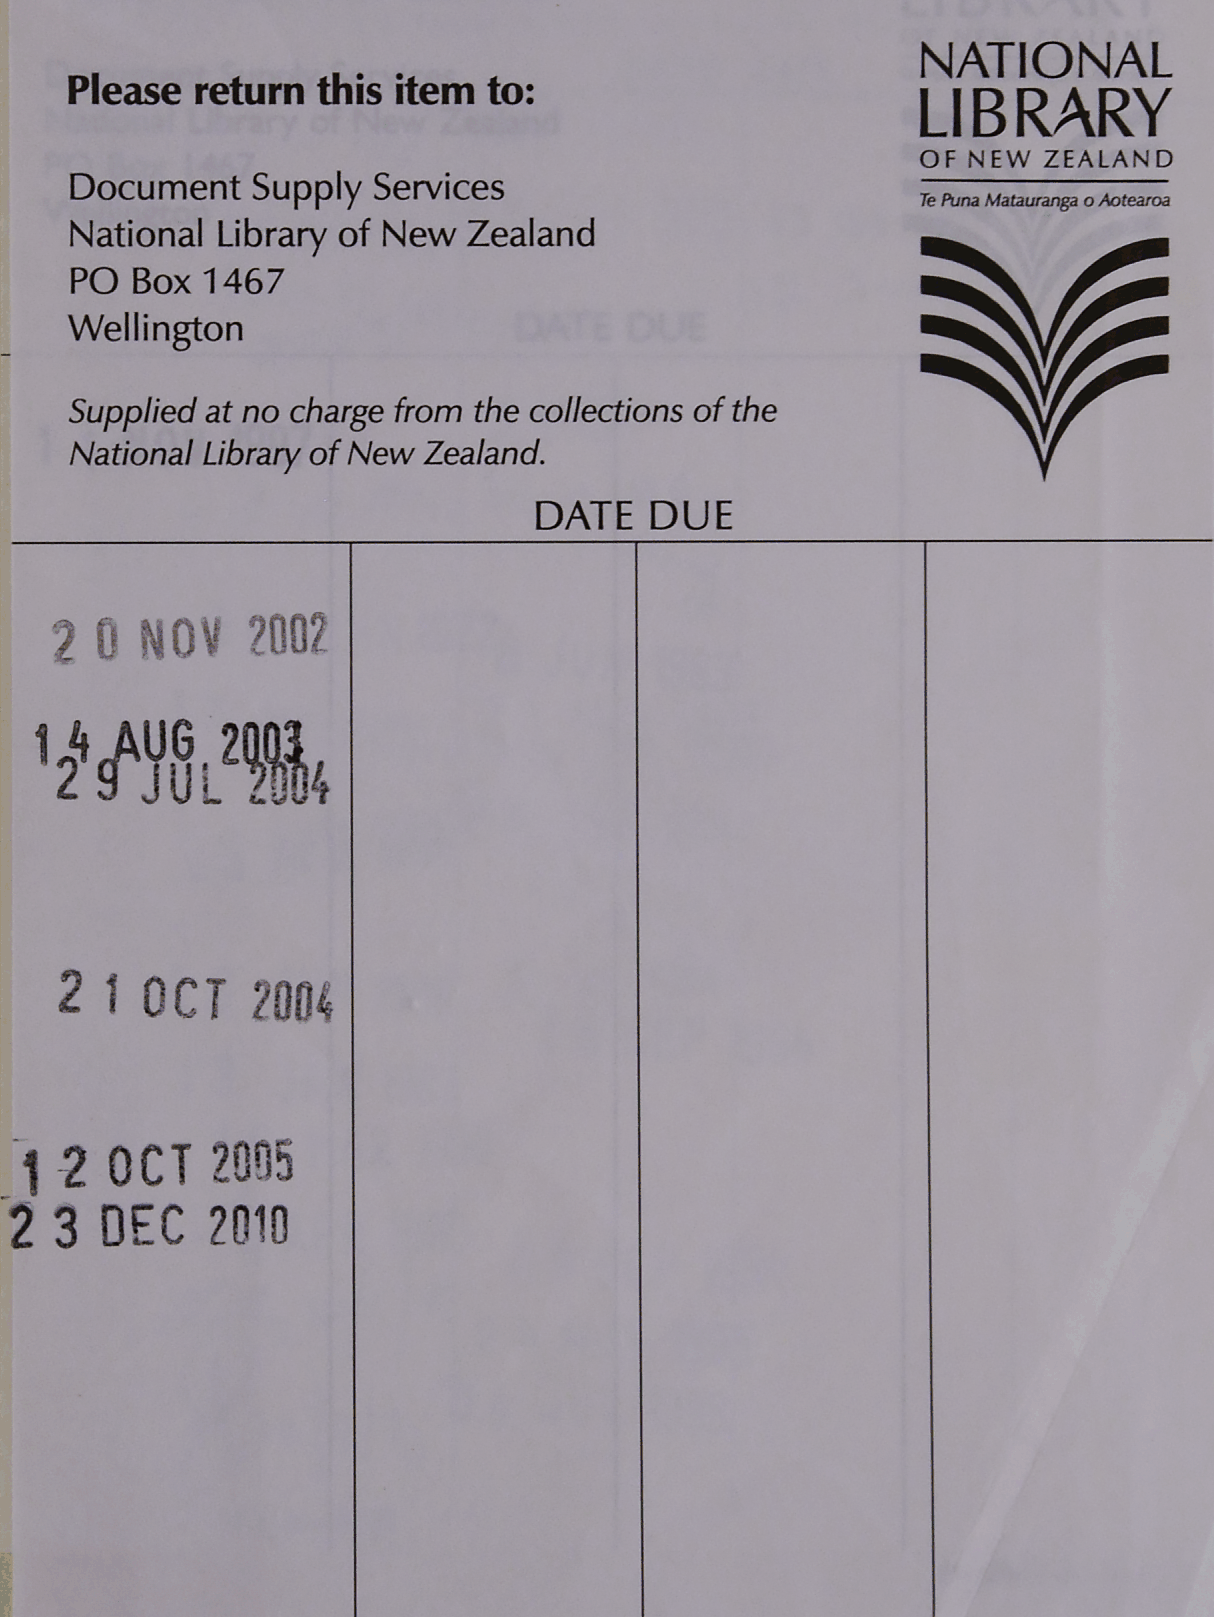 Please return this item to:
Document Supply Services
National Library of New Zealand
PO Box 1467
Wellington
Supplied at no charge from the collections of the
National Library of New Zealand.
NATIONAL
LIBRARY
OF NEW ZEALAND
Te Puna Matauranga o Aotearoa
DATE DUE
20 NOV 2002
14 AUG 2003
29 JUL 2004
21 OCT 2004
12 OCT 2005
23 DEC 2010